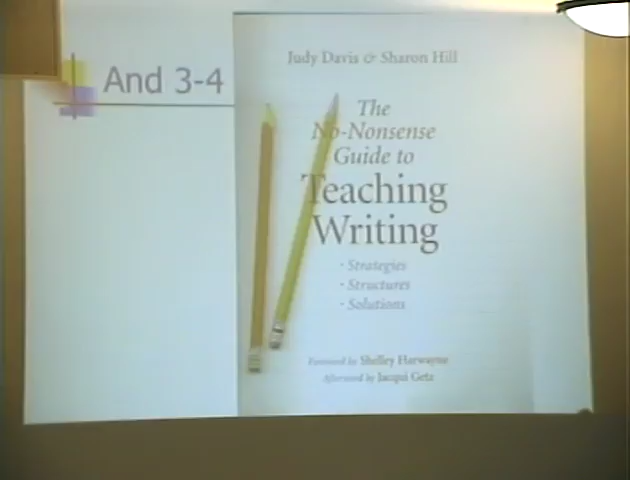 And 3-4
Judy Davis & Sharon Hill
The
No-Nonsense
Guide to
Teaching
Writing
· Strategies
· Structures
· Solutions
Foreword by Shelley Harwayne
Afterword by Jacqui Getz